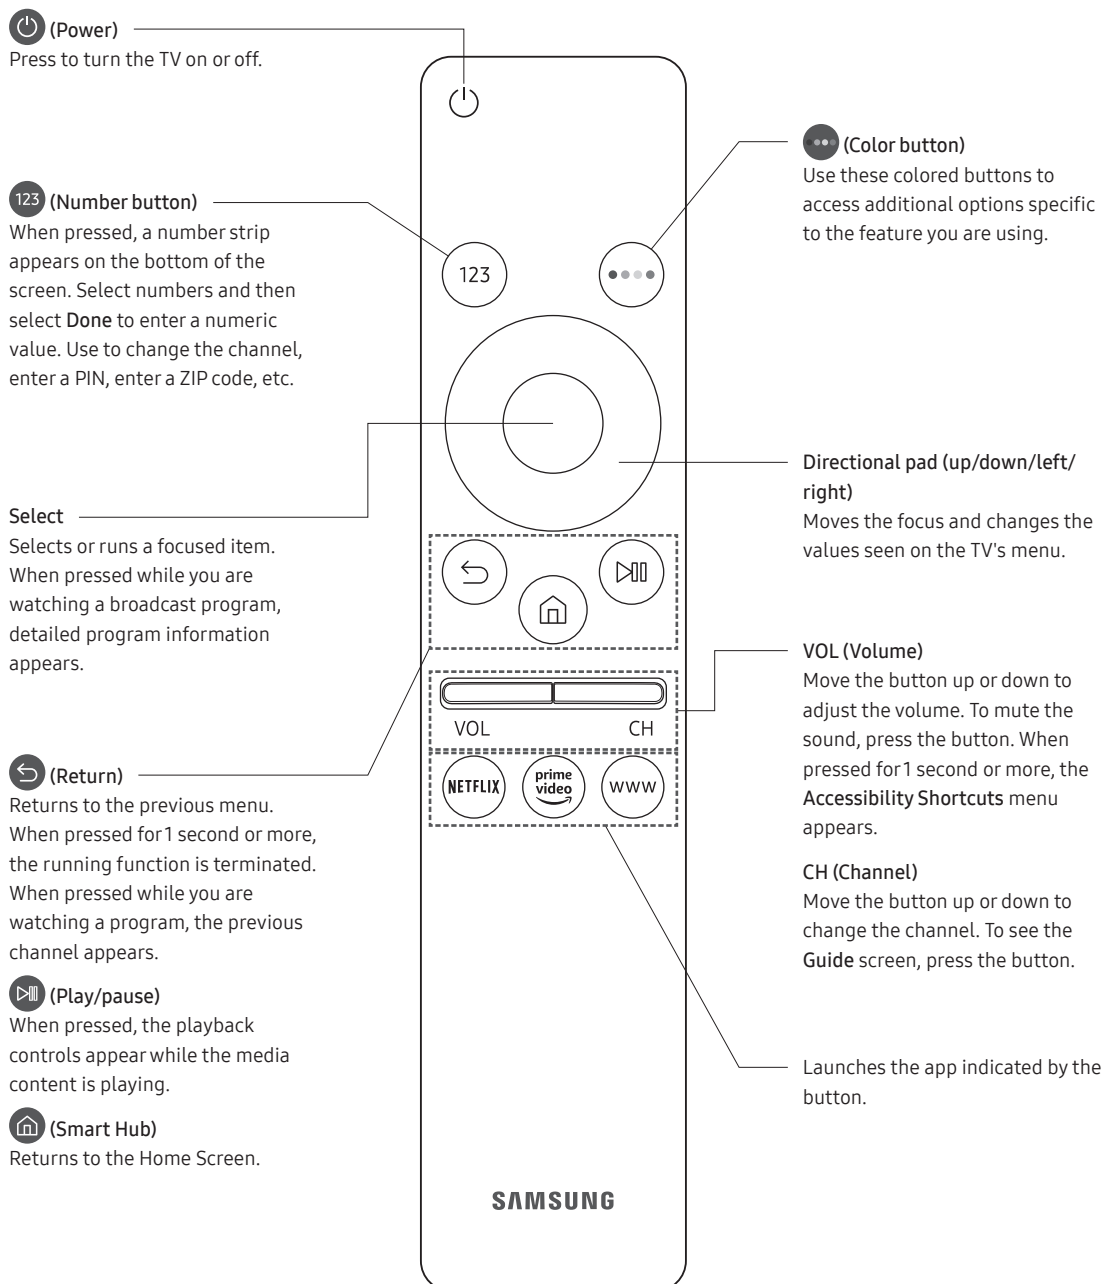 (Power)
Press to turn the TV on or off.
123 (Number button)
When pressed, a number strip
appears on the bottom of the
screen. Select numbers and then
select Done to enter a numeric
value. Use to change the channel,
enter a PIN, enter a ZIP code, etc.
Select
Selects or runs a focused item.
When pressed while you are
watching a broadcast program,
detailed program information
appears.
(Return)
Returns to the previous menu.
When pressed for 1 second or more,
the running function is terminated.
When pressed while you are
watching a program, the previous
channel appears.
(Play/pause)
When pressed, the playback
controls appear while the media
content is playing.
(Smart Hub)
Returns to the Home Screen.
123
VOL
CH
NETFLIX
prime
video
www
SAMSUNG
(Color button)
Use these colored buttons to
access additional options specific
to the feature you are using.
Directional pad (up/down/left/
right)
Moves the focus and changes the
values seen on the TV's menu.
VOL (Volume)
Move the button up or down to
adjust the volume. To mute the
sound, press the button. When
pressed for 1 second or more, the
Accessibility Shortcuts menu
appears.
CH (Channel)
Move the button up or down to
change the channel. To see the
Guide screen, press the button.
Launches the app indicated by the
button.